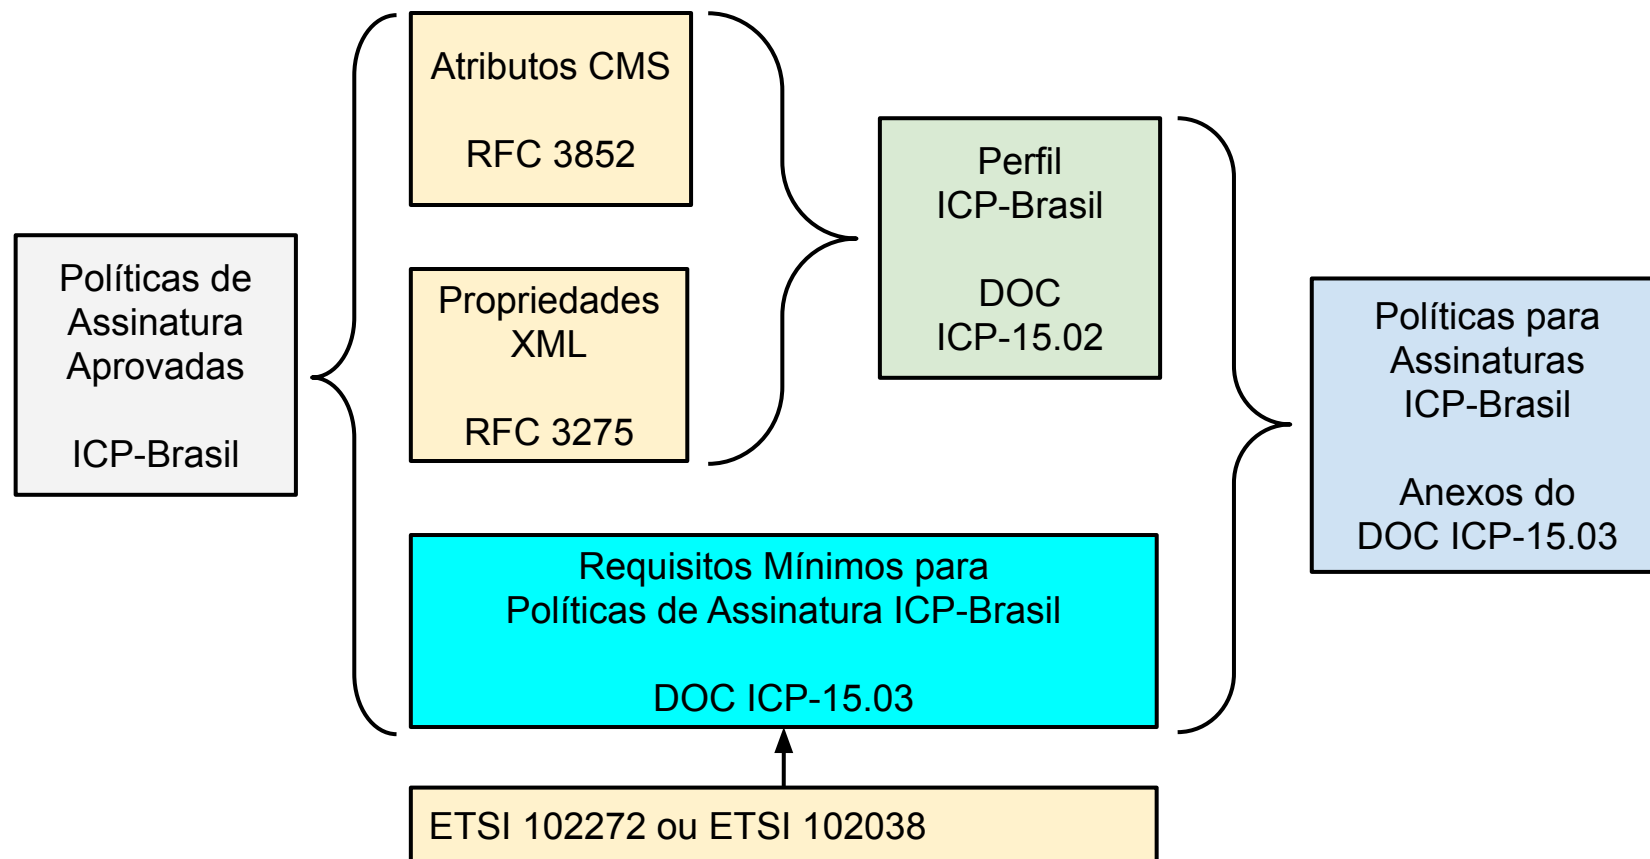 Políticas de
Assinatura
Aprovadas
ICP-Brasil
Atributos CMS
RFC 3852
Propriedades
XML
RFC 3275
Perfil
ICP-Brasil
DOC
ICP-15.02
Requisitos Mínimos para
Políticas de Assinatura ICP-Brasil
DOC ICP-15.03
ETSI 102272 ou ETSI 102038
Políticas para
Assinaturas
ICP-Brasil
Anexos do
DOC ICP-15.03